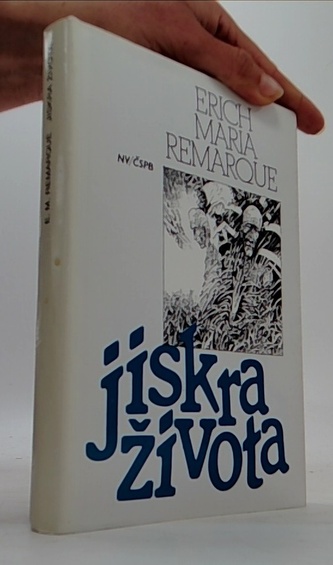 E. M. REMARQUE JISKRA ŽIVOTA
ERICH
MARIA
REMARQUE
NV/ČSPB
jiskra
života